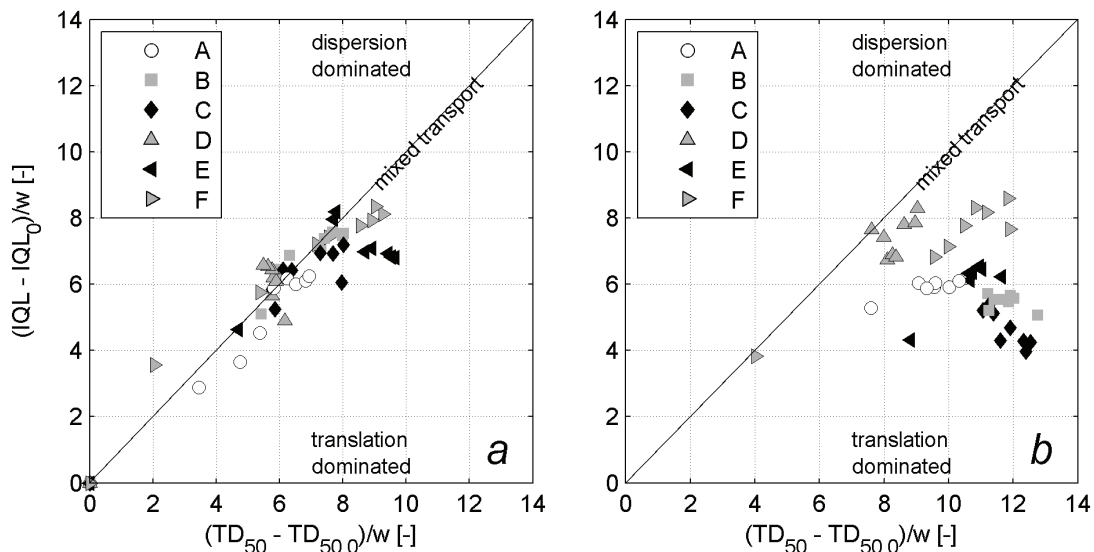 14
12
10
8
6
4
2
0
(IQL - IQL0)/w [-]
A
B
C
D
E
F
dispersion
dominated
mixed transport
translation
dominated
a
0 2 4 6 8 10 12 14
(TD50 - TD50,0)/w [-]
14
12
10
8
6
4
2
0
A
B
C
D
E
F
dispersion
dominated
mixed transport
translation
dominated
b
0 2 4 6 8 10 12 14
(TD50 - TD50,0)/w [-]